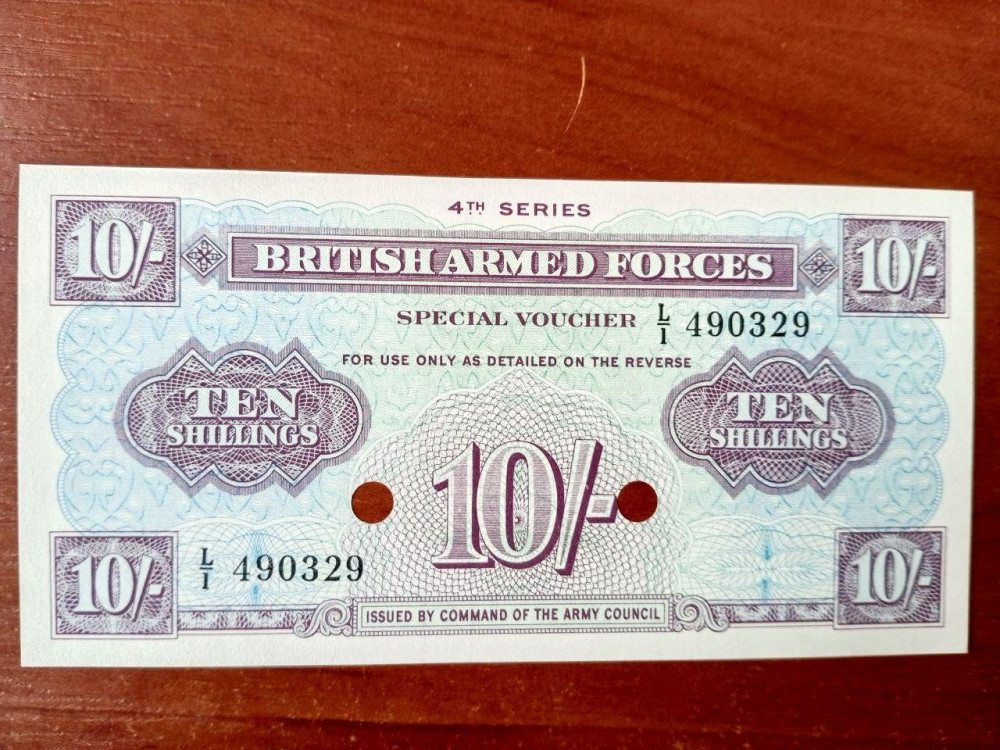 4TH SERIES
10/- BRITISH ARMED FORCES 10/-
SPECIAL VOUCHER L/1 490329
FOR USE ONLY AS DETAILED ON THE REVERSE
TEN SHILLINGS
TEN SHILLINGS
10/-
L/1 490329
10/- 10/-
ISSUED BY COMMAND OF THE ARMY COUNCIL